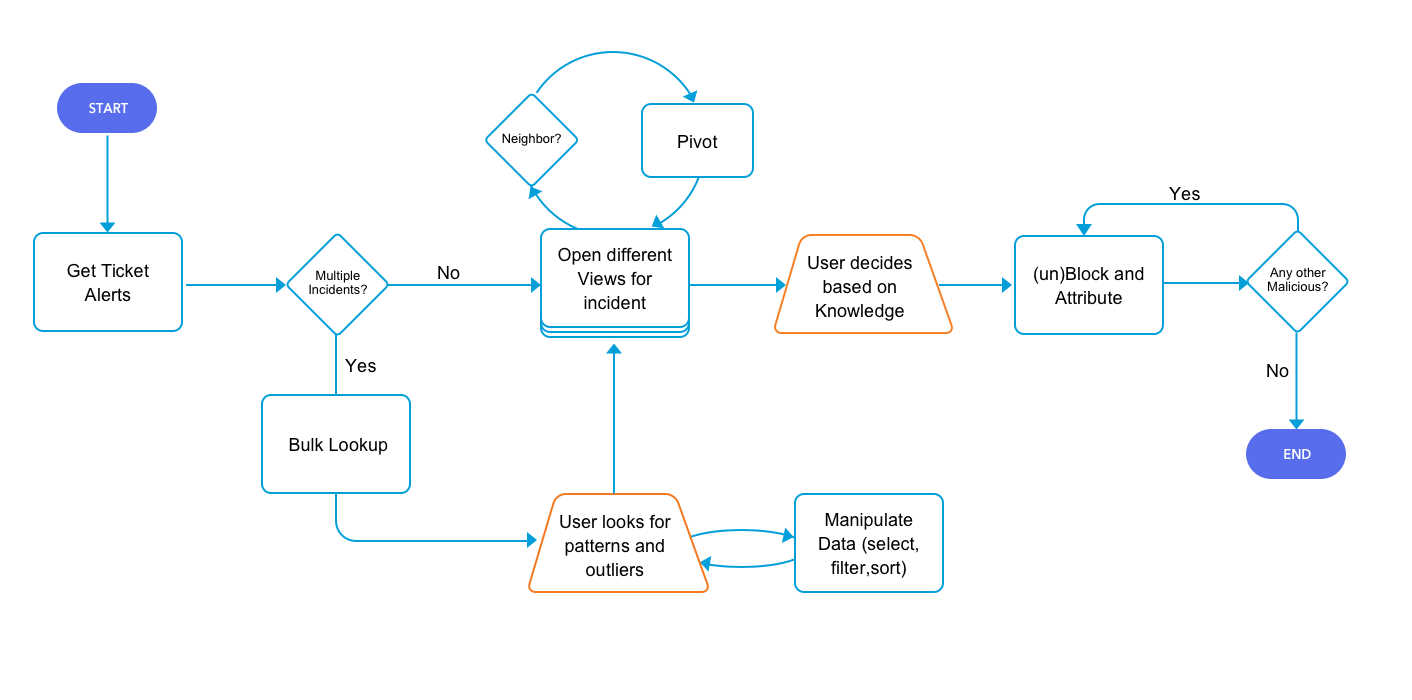 START
Get Ticket
Alerts
Multiple
Incidents?
No
Yes
Bulk Lookup
Neighbor?
Pivot
Open different
Views for
incident
User looks for
patterns and
outliers
Manipulate
Data (select,
filter,sort)
User decides
based on
Knowledge
(un)Block and
Attribute
Yes
Any other
Malicious?
No
END